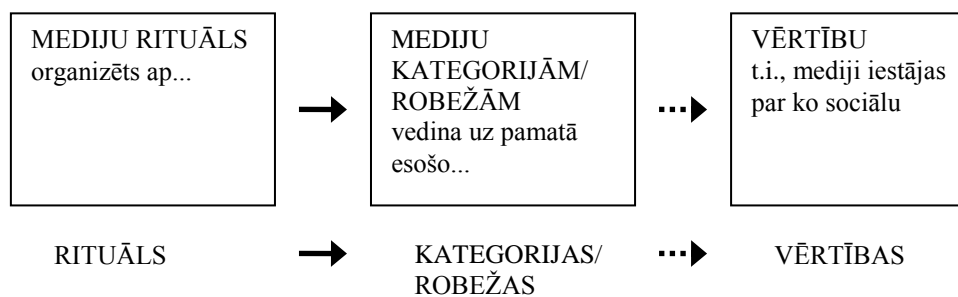 MEDIJU RITUĀLS
organizēts ap...
MEDIJU
KATEGORIJĀM/
ROBEŽĀM
vedina uz pamatā
esošo...
VĒRTĪBU
t.i., mediji iestājas
par ko sociālu
RITUĀLS
KATEGORIJAS/
ROBEŽAS
VĒRTĪBAS